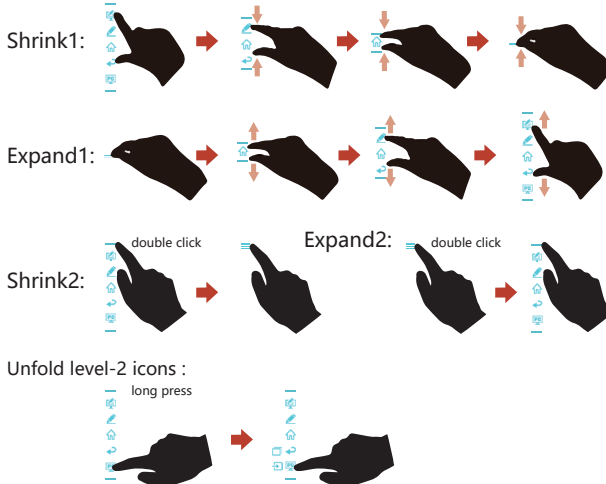 Shrink1:
Expand1:
double click
Expand2:
double click
Shrink2:
Unfold level-2 icons :
long press